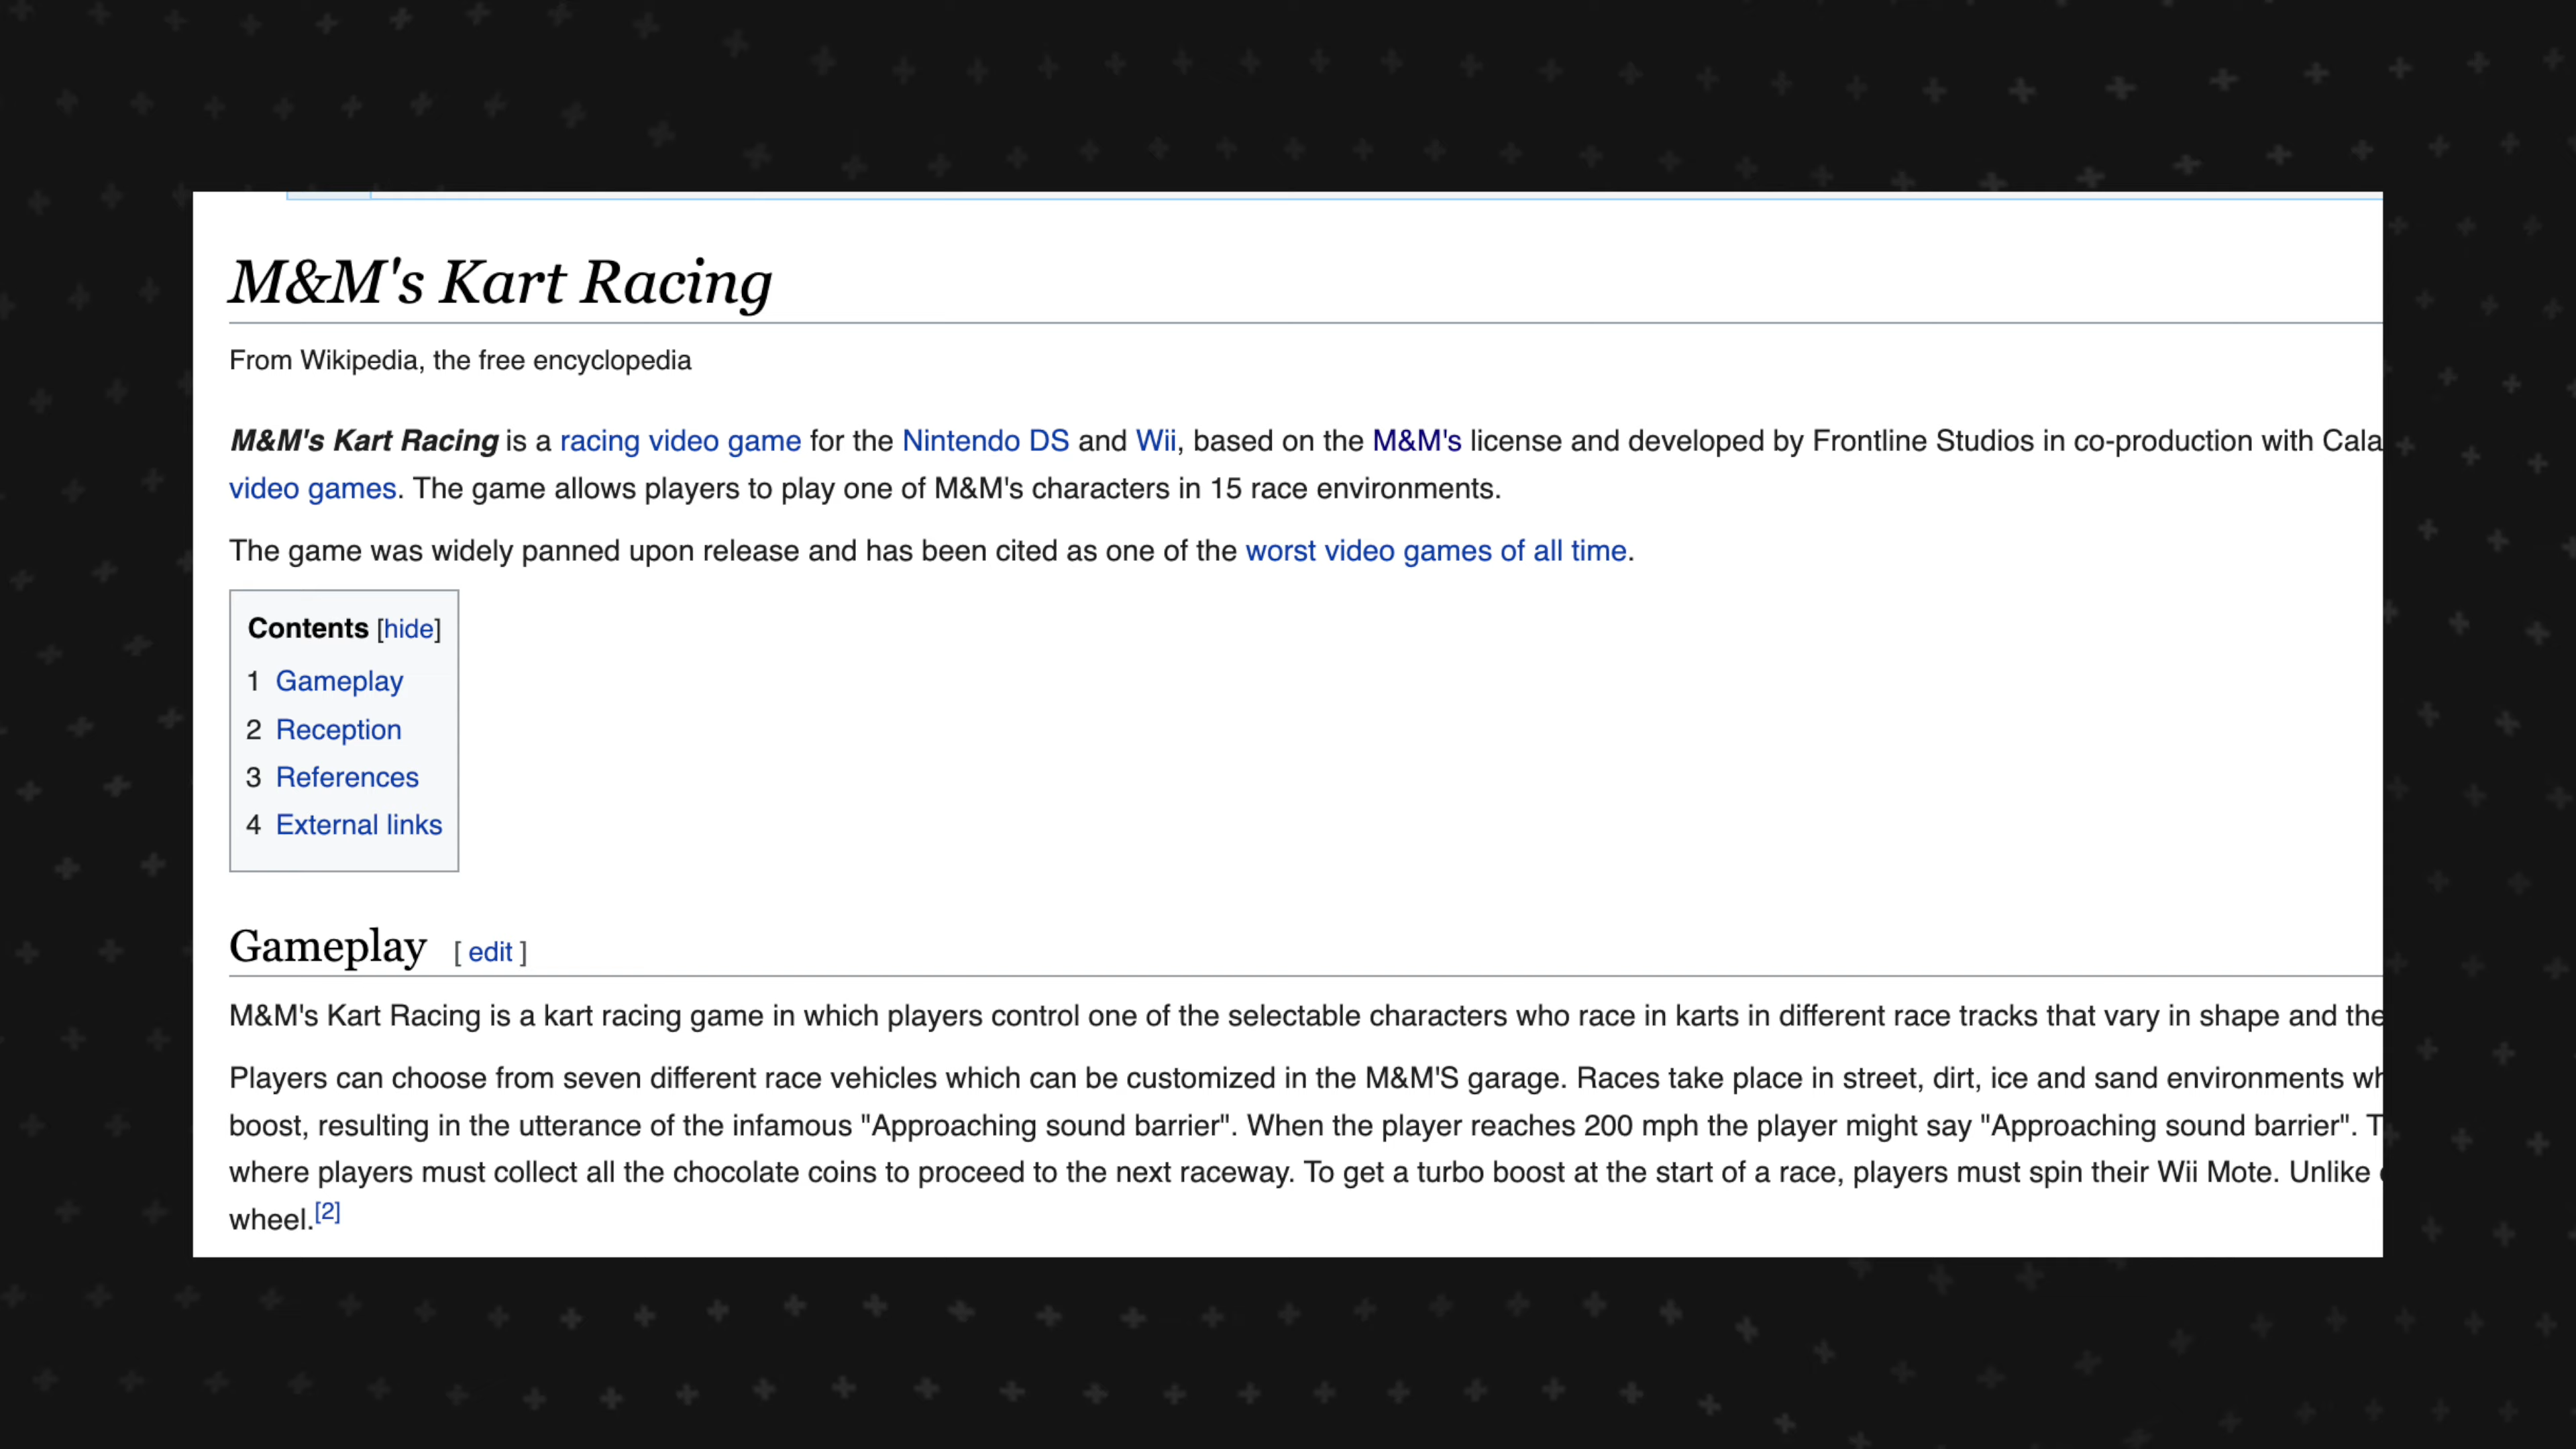 M&M's Kart Racing
From Wikipedia, the free encyclopedia
M&M's Kart Racing is a racing video game for the Nintendo DS and Wii, based on the M&M's license and developed by Frontline Studios in co-production with Cala
video games. The game allows players to play one of M&M's characters in 15 race environments.
The game was widely panned upon release and has been cited as one of the worst video games of all time.
Contents [hide]
1 Gameplay
2 Reception
3 References
4 External links
Gameplay [ edit ]
M&M's Kart Racing is a kart racing game in which players control one of the selectable characters who race in karts in different race tracks that vary in shape and the
Players can choose from seven different race vehicles which can be customized in the M&M'S garage. Races take place in street, dirt, ice and sand environments wh
boost, resulting in the utterance of the infamous "Approaching sound barrier". When the player reaches 200 mph the player might say "Approaching sound barrier". T
where players must collect all the chocolate coins to proceed to the next raceway. To get a turbo boost at the start of a race, players must spin their Wii Mote. Unlike
wheel.[2]